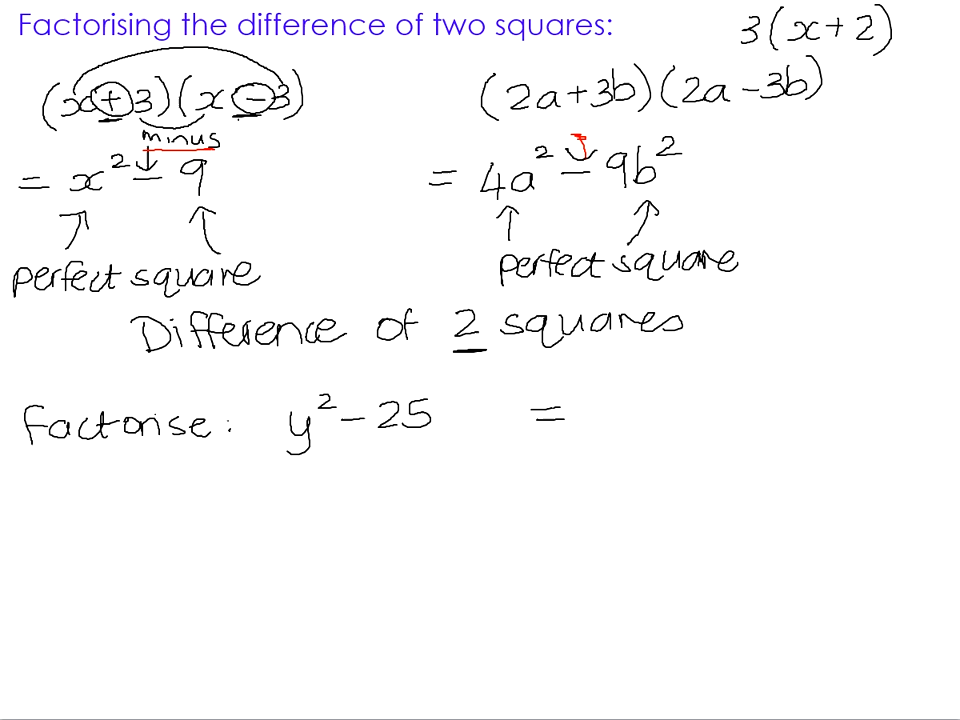 Factorising the difference of two squares:
3(x+2)
(x+3)(x-3)
(2a+3b)(2a-3b)
minus
= x² - 9
= 4a² - 9b²
perfect square
perfect square
Difference of 2 squares
Factorise: y² - 25 =